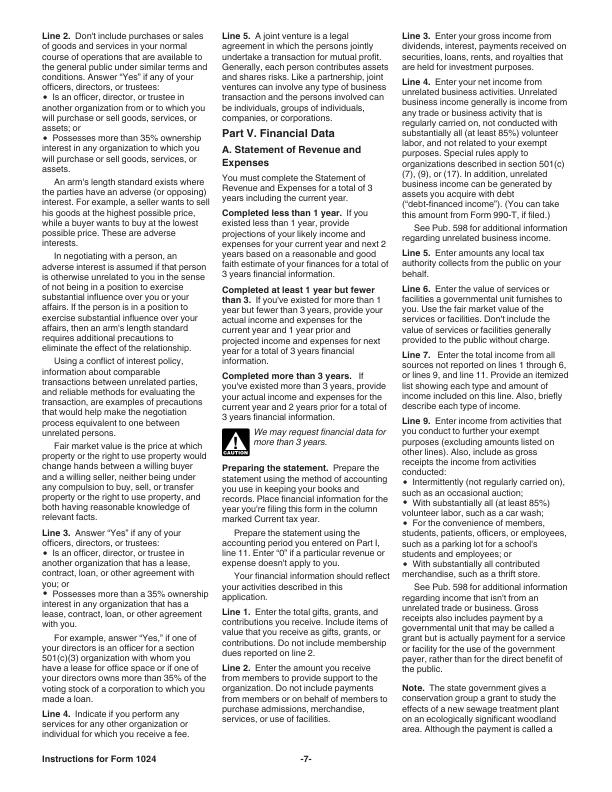 Line 2. Don't include purchases or sales
of goods and services in your normal
course of operations that are available to
the general public under similar terms and
conditions. Answer “Yes” if any of your
officers, directors, or trustees:
• Is an officer, director, or trustee in
another organization from or to which you
will purchase or sell goods, services, or
assets; or
• Possesses more than 35% ownership
interest in any organization to which you
will purchase or sell goods, services, or
assets.
An arm's length standard exists where
the parties have an adverse (or opposing)
interest. For example, a seller wants to sell
his goods at the highest possible price,
while a buyer wants to buy at the lowest
possible price. These are adverse
interests.
In negotiating with a person, an
adverse interest is assumed if that person
is otherwise unrelated to you in the sense
of not being in a position to exercise
substantial influence over you or your
affairs. If the person is in a position to
exercise substantial influence over your
affairs, then an arm's length standard
requires additional precautions to
eliminate the effect of the relationship.
Using a conflict of interest policy,
information about comparable
transactions between unrelated parties,
and reliable methods for evaluating the
transaction, are examples of precautions
that would help make the negotiation
process equivalent to one between
unrelated persons.
Fair market value is the price at which
property or the right to use property would
change hands between a willing buyer
and a willing seller, neither being under
any compulsion to buy, sell, or transfer
property or the right to use property, and
both having reasonable knowledge of
relevant facts.
Line 3. Answer “Yes” if any of your
officers, directors, or trustees:
• Is an officer, director, or trustee in
another organization that has a lease,
contract, loan, or other agreement with
you; or
• Possesses more than a 35% ownership
interest in any organization that has a
lease, contract, loan, or other agreement
with you.
For example, answer “Yes,” if one of
your directors is an officer for a section
501(c)(3) organization with whom you
have a lease for office space or if one of
your directors owns more than 35% of the
voting stock of a corporation to which you
made a loan.
Line 4. Indicate if you perform any
services for any other organization or
individual for which you receive a fee.
Line 5. A joint venture is a legal
agreement in which the persons jointly
undertake a transaction for mutual profit.
Generally, each person contributes assets
and shares risks. Like a partnership, joint
ventures can involve any type of business
transaction and the persons involved can
be individuals, groups of individuals,
companies, or corporations.
Part V. Financial Data
A. Statement of Revenue and
Expenses
You must complete the Statement of
Revenue and Expenses for a total of 3
years including the current year.
Completed less than 1 year. If you
existed less than 1 year, provide
projections of your likely income and
expenses for your current year and next 2
years based on a reasonable and good
faith estimate of your finances for a total of
3 years financial information.
Completed at least 1 year but fewer
than 3. If you've existed for more than 1
year but fewer than 3 years, provide your
actual income and expenses for the
current year and 1 year prior and
projected income and expenses for next
year for a total of 3 years financial
information.
Completed more than 3 years. If
you've existed more than 3 years, provide
your actual income and expenses for the
current year and 2 years prior for a total of
3 years financial information.
CAUTION
We may request financial data for
more than 3 years.
Preparing the statement. Prepare the
statement using the method of accounting
you use in keeping your books and
records. Place financial information for the
year you're filing this form in the column
marked Current tax year.
Prepare the statement using the
accounting period you entered on Part I,
line 11. Enter “0” if a particular revenue or
expense doesn't apply to you.
Your financial information should reflect
your activities described in this
application.
Line 1. Enter the total gifts, grants, and
contributions you receive. Include items of
value that you receive as gifts, grants, or
contributions. Do not include membership
dues reported on line 2.
Line 2. Enter the amount you receive
from members to provide support to the
organization. Do not include payments
from members or on behalf of members to
purchase admissions, merchandise,
services, or use of facilities.
Line 3. Enter your gross income from
dividends, interest, payments received on
securities, loans, rents, and royalties that
are held for investment purposes.
Line 4. Enter your net income from
unrelated business activities. Unrelated
business income generally is income from
any trade or business activity that is
regularly carried on, not conducted with
substantially all (at least 85%) volunteer
labor, and not related to your exempt
purposes. Special rules apply to
organizations described in section 501(c)
(7), (9), or (17). In addition, unrelated
business income can be generated by
assets you acquire with debt
(“debt-financed income”). (You can take
this amount from Form 990-T, if filed.)
See Pub. 598 for additional information
regarding unrelated business income.
Line 5. Enter amounts any local tax
authority collects from the public on your
behalf.
Line 6. Enter the value of services or
facilities a governmental unit furnishes to
you. Use the fair market value of the
services or facilities. Don't include the
value of services or facilities generally
provided to the public without charge.
Line 7. Enter the total income from all
sources not reported on lines 1 through 6,
or lines 9, and line 11. Provide an itemized
list showing each type and amount of
income included on this line. Also, briefly
describe each type of income.
Line 9. Enter income from activities that
you conduct to further your exempt
purposes (excluding amounts listed on
other lines). Also, include as gross
receipts the income from activities
conducted:
• Intermittently (not regularly carried on),
such as an occasional auction;
• With substantially all (at least 85%)
volunteer labor, such as a car wash;
• For the convenience of members,
students, patients, officers, or employees,
such as a parking lot for a school's
students and employees; or
• With substantially all contributed
merchandise, such as a thrift store.
See Pub. 598 for additional information
regarding income that isn't from an
unrelated trade or business. Gross
receipts also includes payment by a
governmental unit that may be called a
grant but is actually payment for a service
or facility for the use of the government
payer, rather than for the direct benefit of
the public.
Note. The state government gives a
conservation group a grant to study the
effects of a new sewage treatment plant
on an ecologically significant woodland
area. Although the payment is called a
Instructions for Form 1024
-7-